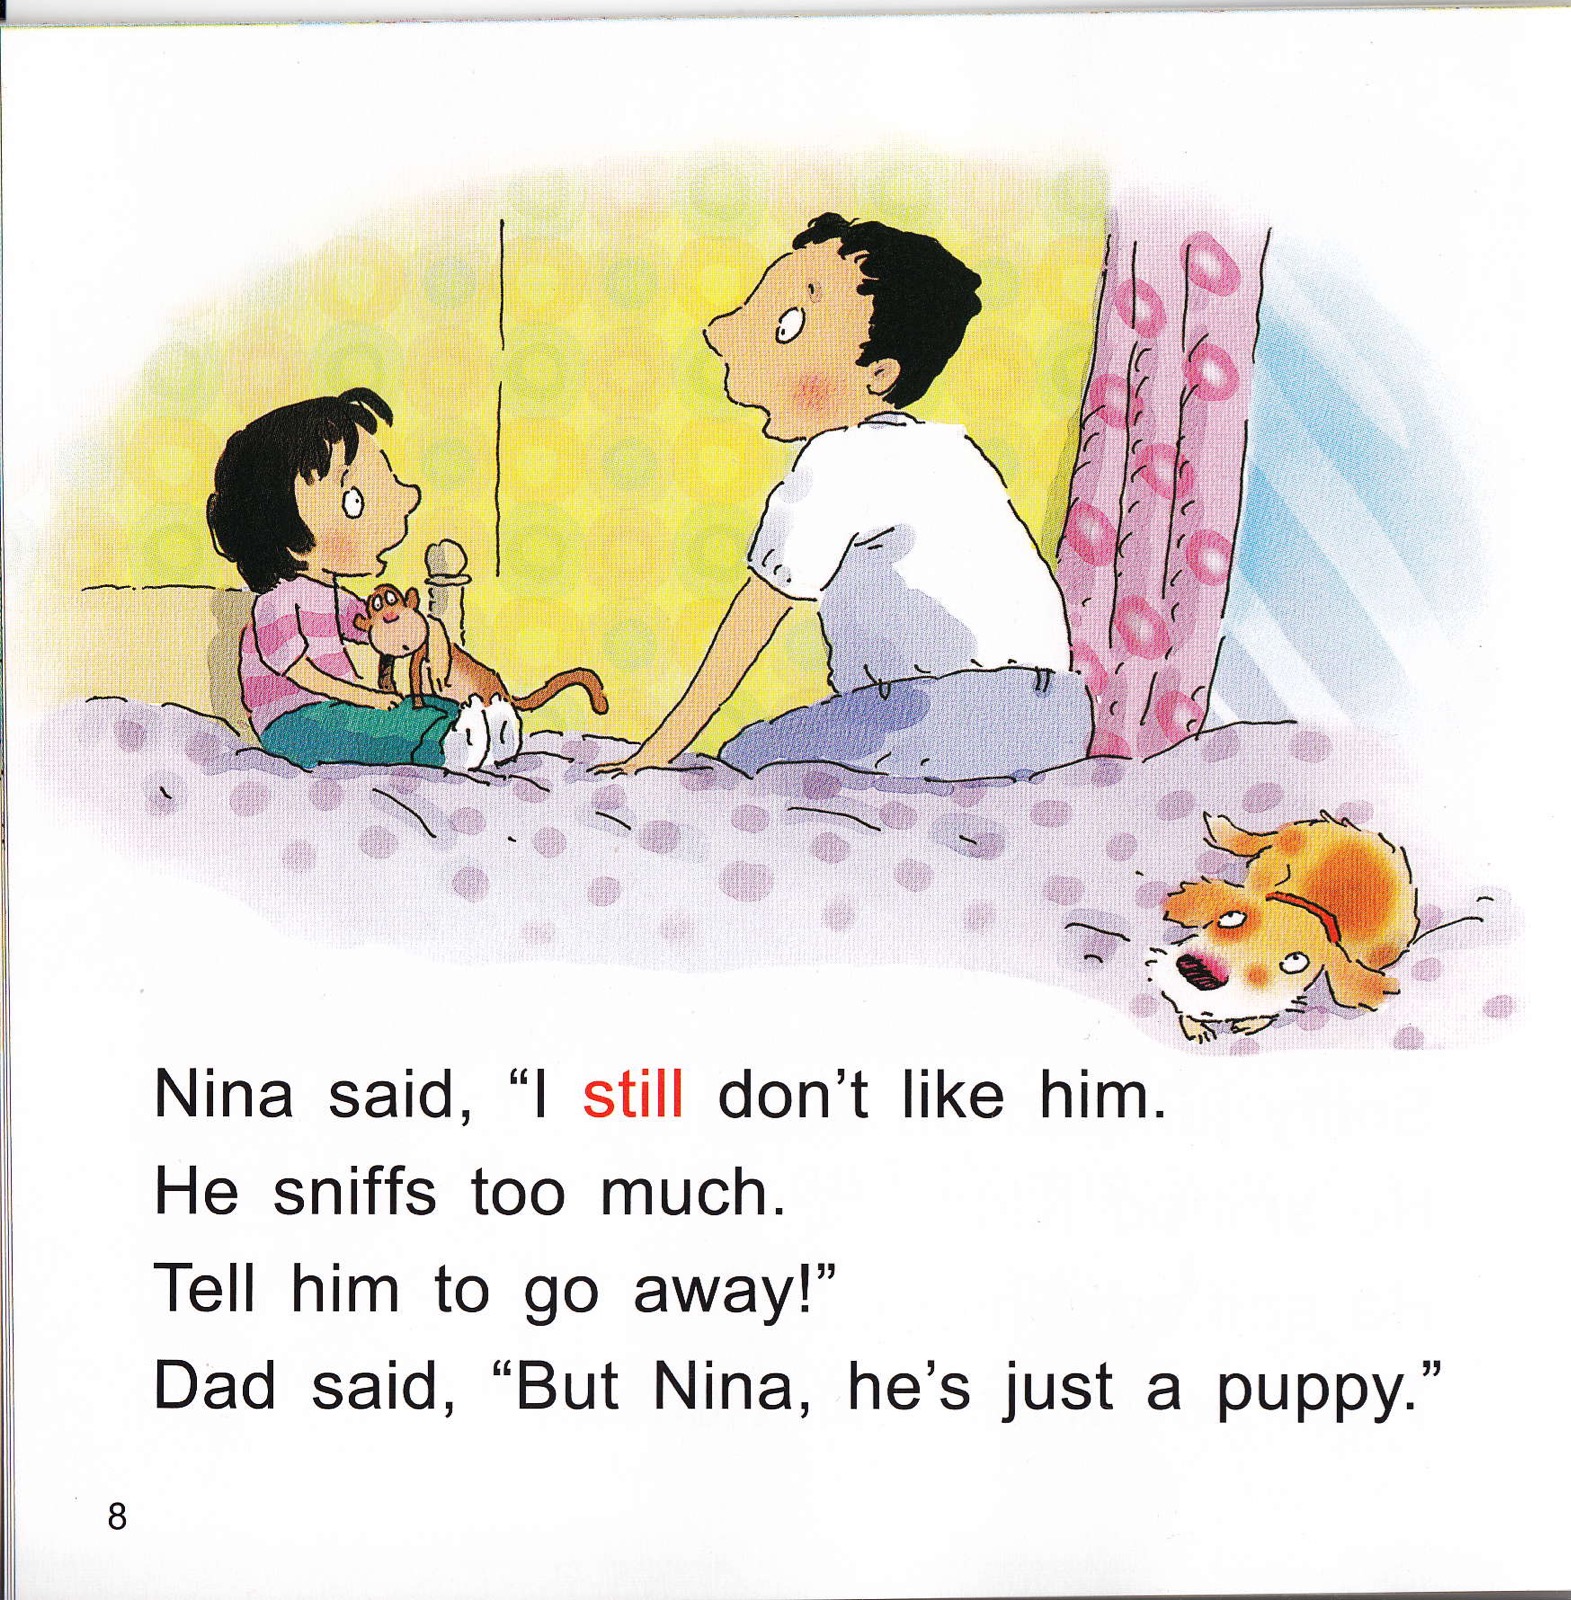 Nina said, “I still don’t like him.
He sniffs too much.
Tell him to go away!”
Dad said, “But Nina, he’s just a puppy.”
8